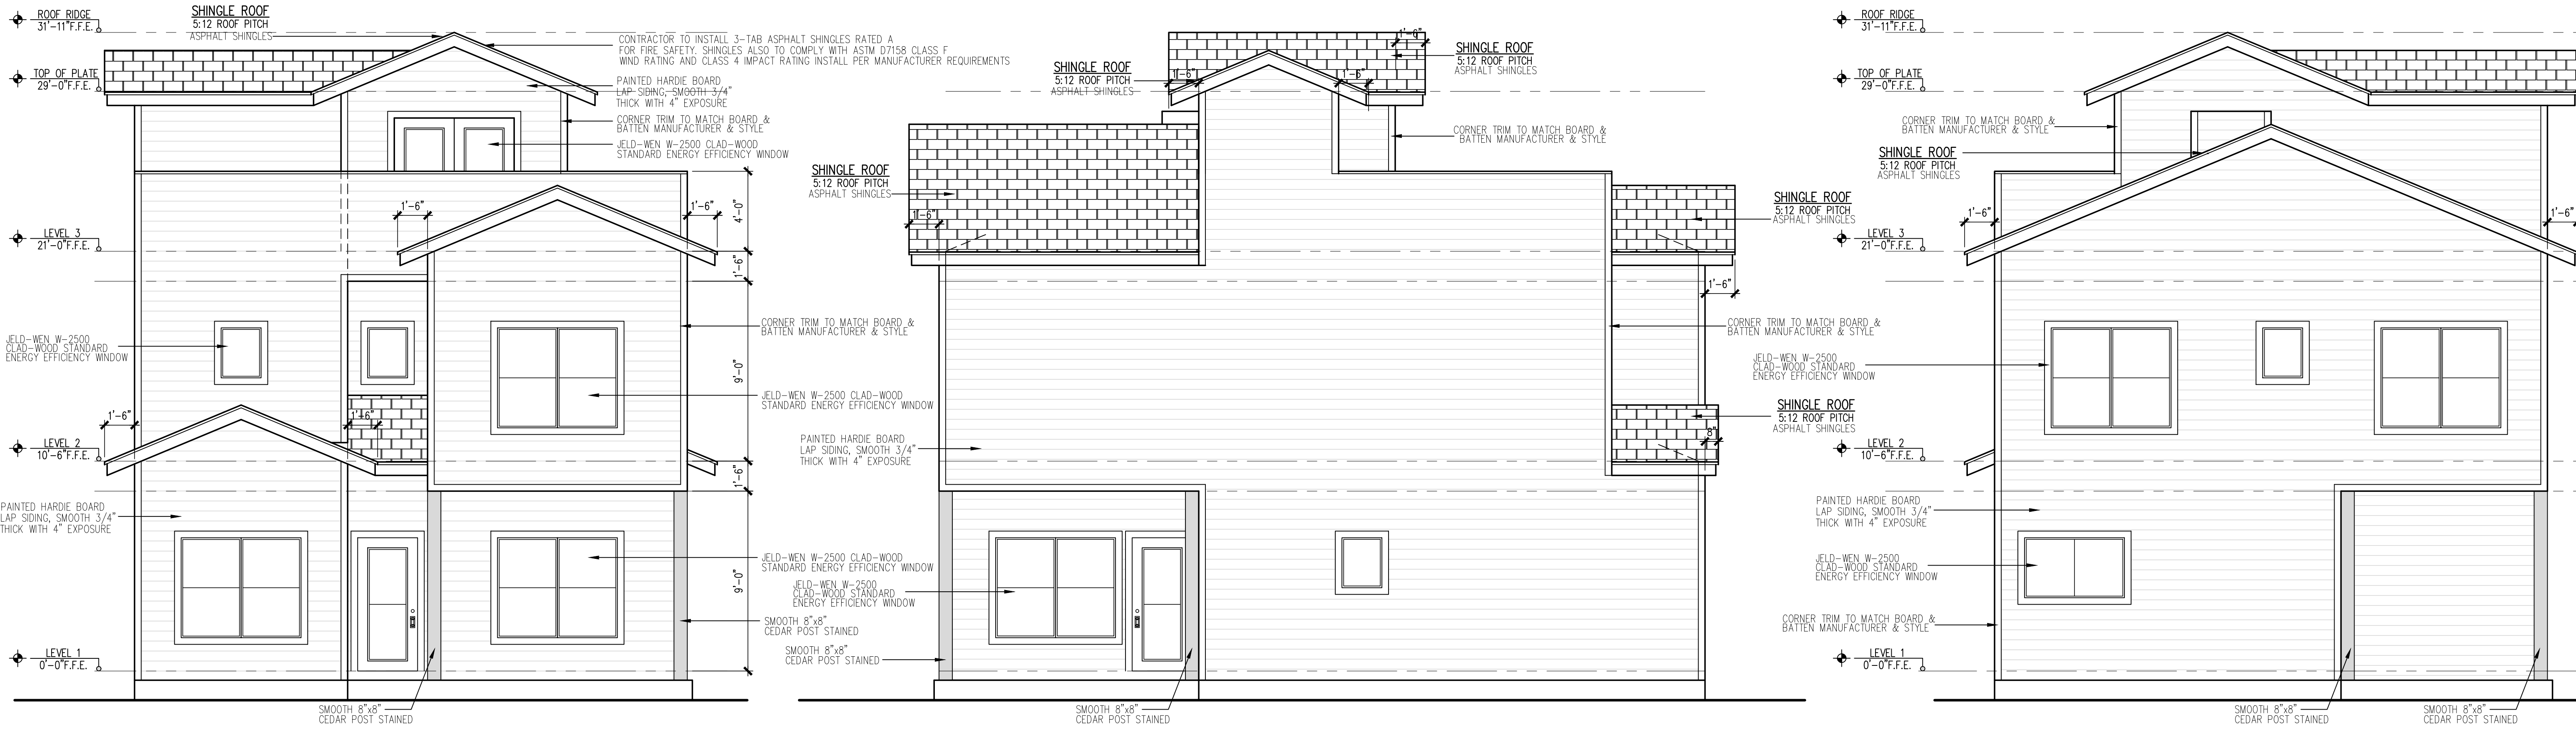 ROOF RIDGE
31'-11"F.F.E.
TOP OF PLATE
29'-0"F.F.E.
LEVEL 3
21'-0"F.F.E.
LEVEL 2
10'-6"F.F.E.
LEVEL 1
0'-0"F.F.E.
SHINGLE ROOF
5:12 ROOF PITCH
ASPHALT SHINGLES
CONTRACTOR TO INSTALL 3-TAB ASPHALT SHINGLES RATED A
FOR FIRE SAFETY. SHINGLES ALSO TO COMPLY WITH ASTM D7158 CLASS F
WIND RATING AND CLASS 4 IMPACT RATING INSTALL PER MANUFACTURER REQUIREMENTS
PAINTED HARDIE BOARD
LAP SIDING, SMOOTH 3/4"
THICK WITH 4" EXPOSURE
CORNER TRIM TO MATCH BOARD &
BATTEN MANUFACTURER & STYLE
JELD-WEN W-2500 CLAD-WOOD
STANDARD ENERGY EFFICIENCY WINDOW
1'-6"
1'-6"
4'-0"
1'-6"
9'-0"
1'-6"
9'-0"
JELD-WEN W-2500
CLAD-WOOD STANDARD
ENERGY EFFICIENCY WINDOW
1'-6"
1'-6"
CORNER TRIM TO MATCH BOARD &
BATTEN MANUFACTURER & STYLE
JELD-WEN W-2500 CLAD-WOOD
STANDARD ENERGY EFFICIENCY WINDOW
PAINTED HARDIE BOARD
LAP SIDING, SMOOTH 3/4"
THICK WITH 4" EXPOSURE
JELD-WEN W-2500 CLAD-WOOD
STANDARD ENERGY EFFICIENCY WINDOW
SMOOTH 8"x8"
CEDAR POST STAINED
SMOOTH 8"x8"
CEDAR POST STAINED
SHINGLE ROOF
5:12 ROOF PITCH
ASPHALT SHINGLES
1'-6"
1'-6"
1'-6"
SHINGLE ROOF
5:12 ROOF PITCH
ASPHALT SHINGLES
CORNER TRIM TO MATCH BOARD &
BATTEN MANUFACTURER & STYLE
SHINGLE ROOF
5:12 ROOF PITCH
ASPHALT SHINGLES
1'-6"
SHINGLE ROOF
5:12 ROOF PITCH
ASPHALT SHINGLES
1'-6"
CORNER TRIM TO MATCH BOARD &
BATTEN MANUFACTURER & STYLE
SHINGLE ROOF
5:12 ROOF PITCH
ASPHALT SHINGLES
8"
PAINTED HARDIE BOARD
LAP SIDING, SMOOTH 3/4"
THICK WITH 4" EXPOSURE
JELD-WEN W-2500
CLAD-WOOD STANDARD
ENERGY EFFICIENCY WINDOW
SMOOTH 8"x8"
CEDAR POST STAINED
SMOOTH 8"x8"
CEDAR POST STAINED
ROOF RIDGE
31'-11"F.F.E.
TOP OF PLATE
29'-0"F.F.E.
CORNER TRIM TO MATCH BOARD &
BATTEN MANUFACTURER & STYLE
SHINGLE ROOF
5:12 ROOF PITCH
ASPHALT SHINGLES
1'-6"
1'-6"
LEVEL 3
21'-0"F.F.E.
JELD-WEN W-2500
CLAD-WOOD STANDARD
ENERGY EFFICIENCY WINDOW
LEVEL 2
10'-6"F.F.E.
PAINTED HARDIE BOARD
LAP SIDING, SMOOTH 3/4"
THICK WITH 4" EXPOSURE
JELD-WEN W-2500
CLAD-WOOD STANDARD
ENERGY EFFICIENCY WINDOW
CORNER TRIM TO MATCH BOARD &
BATTEN MANUFACTURER & STYLE
LEVEL 1
0'-0"F.F.E.
SMOOTH 8"x8"
CEDAR POST STAINED
SMOOTH 8"x8"
CEDAR POST STAINED